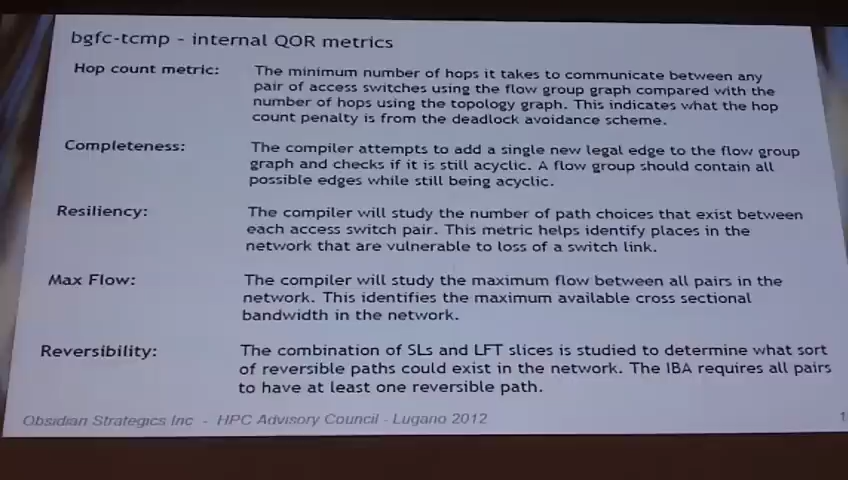 bgfc-tcmp - internal QOR metrics
Hop count metric: The minimum number of hops it takes to communicate between any
pair of access switches using the flow group graph compared with the
number of hops using the topology graph. This indicates what the hop
count penalty is from the deadlock avoidance scheme.
Completeness: The compiler attempts to add a single new legal edge to the flow group
graph and checks if it is still acyclic. A flow group should contain all
possible edges while still being acyclic.
Resiliency: The compiler will study the number of path choices that exist between
each access switch pair. This metric helps identify places in the
network that are vulnerable to loss of a switch link.
Max Flow: The compiler will study the maximum flow between all pairs in the
network. This identifies the maximum available cross sectional
bandwidth in the network.
Reversibility: The combination of SLs and LFT slices is studied to determine what sort
of reversible paths could exist in the network. The IBA requires all pairs
to have at least one reversible path.
Obsidian Strategics Inc - HPC Advisory Council - Lugano 2012